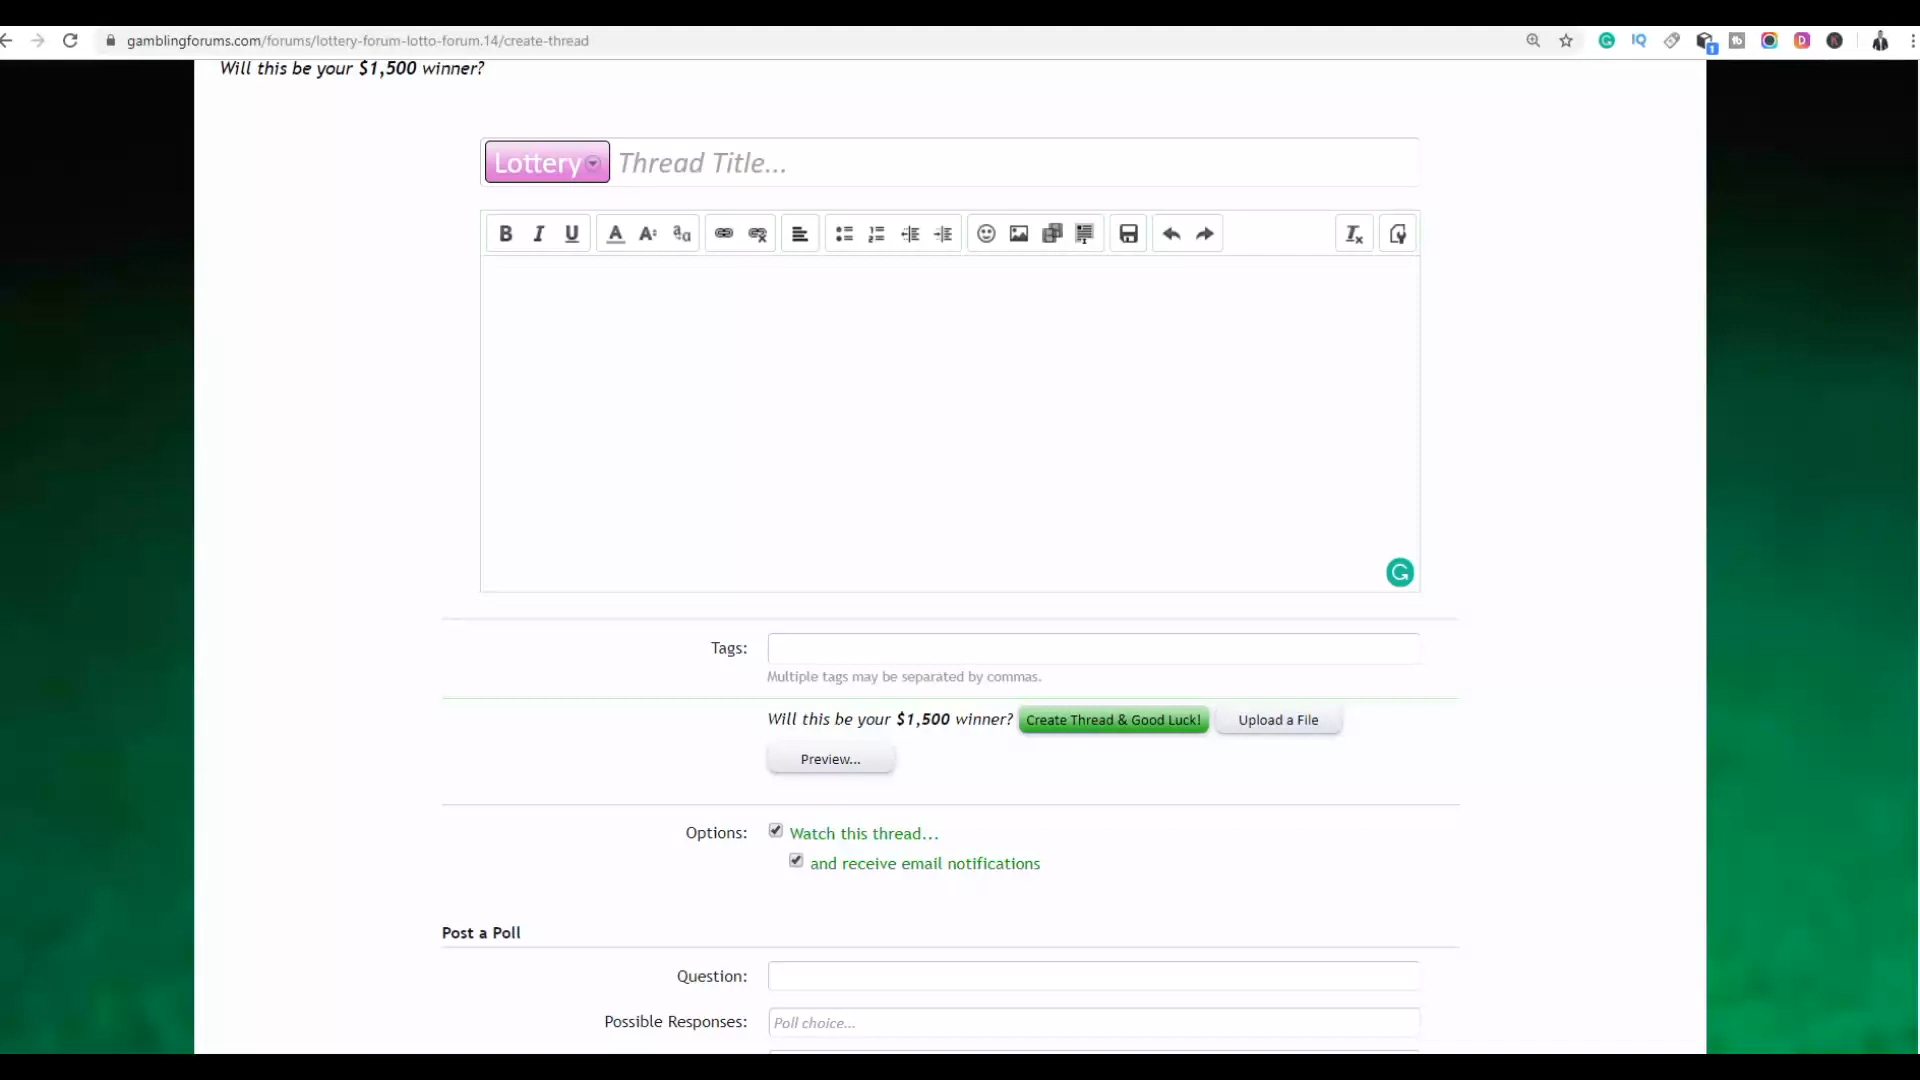 gamblingforums.com/forums/lottery-forum-lotto-forum.14/create-thread
Will this be your $1,500 winner?
Lottery Thread Title...
Tags:
Multiple tags may be separated by commas.
Will this be your $1,500 winner? Create Thread & Good Luck! Upload a File
Preview...
Options: Watch this thread...
and receive email notifications
Post a Poll
Question:
Possible Responses: Poll choice...